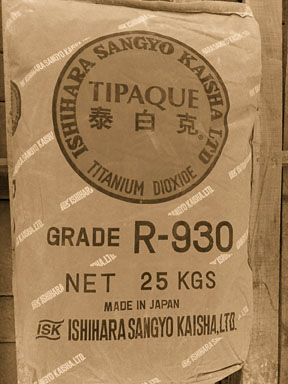 ISHIHARA SANGYO KAISHA LTD
TIPAQUE
泰白克®
TITANIUM DIOXIDE
GRADE R-930
NET 25 KGS
MADE IN JAPAN
ISK ISHIHARA SANGYO KAISHA,LTD.